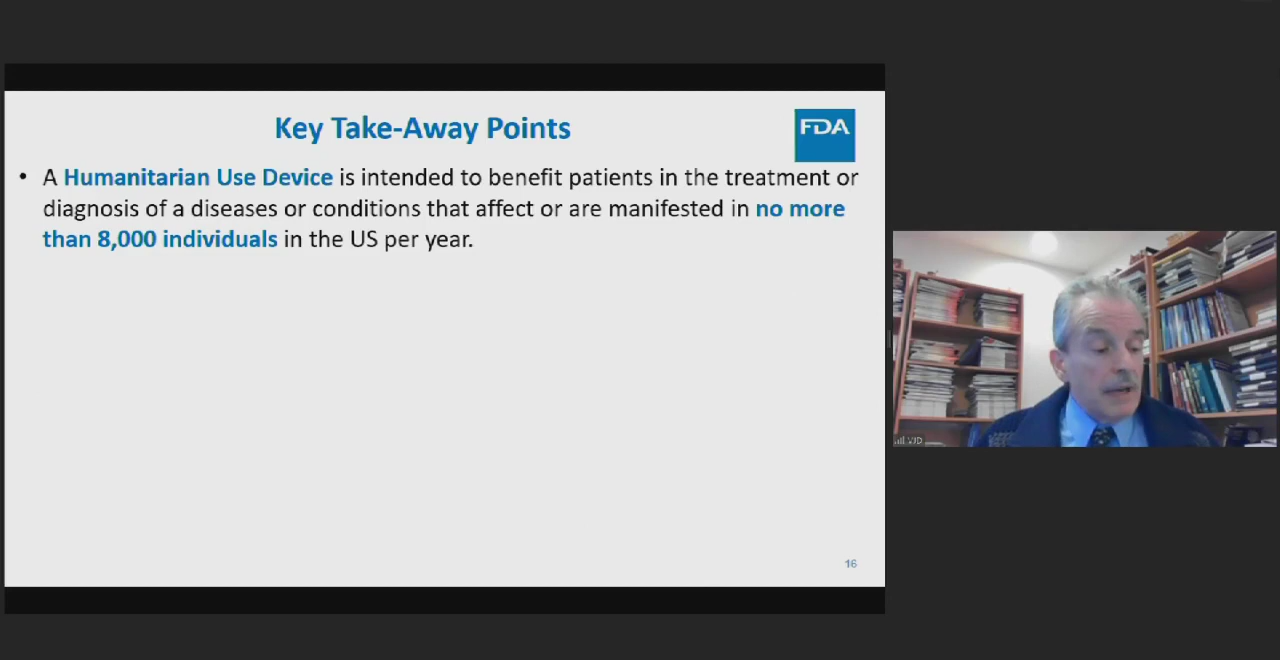 Key Take-Away Points
FDA
• A Humanitarian Use Device is intended to benefit patients in the treatment or
diagnosis of a diseases or conditions that affect or are manifested in no more
than 8,000 individuals in the US per year.
16
VJD